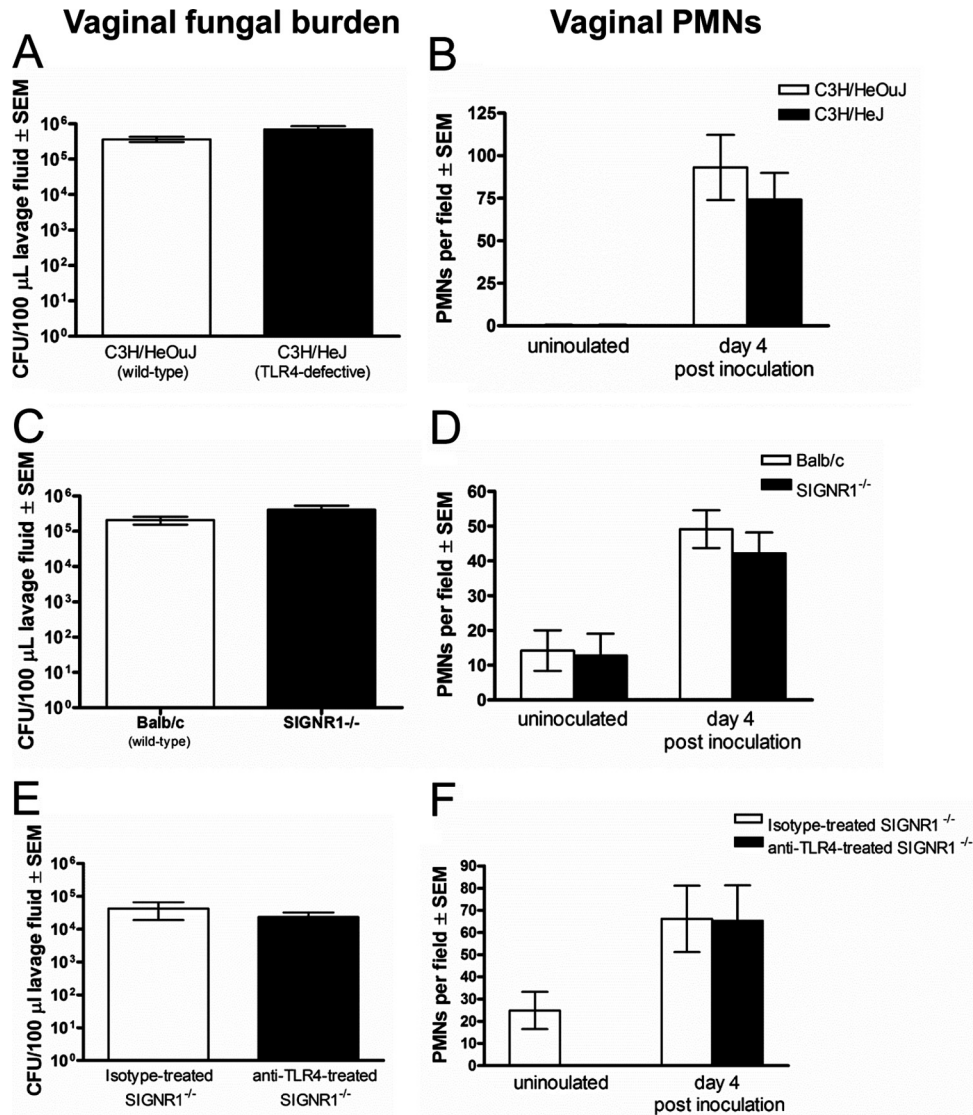 Vaginal fungal burden
Vaginal PMNs
A
CFU/100 µL lavage fluid ± SEM
10⁶
10⁵
10⁴
10³
10²
10¹
10⁰
C3H/HeOuJ
(wild-type)
C3H/HeJ
(TLR4-defective)
B
C3H/HeOuJ
C3H/HeJ
PMNs per field ± SEM
125
100
75
50
25
0
uninoulated
day 4
post inoculation
C
CFU/100 µL lavage fluid ± SEM
10⁶
10⁵
10⁴
10³
10²
10¹
10⁰
Balb/c
(wild-type)
SIGNR1-/-
D
Balb/c
SIGNR1⁻/⁻
PMNs per field ± SEM
60
50
40
30
20
10
0
uninoculated
day 4
post inoculation
E
CFU/100 µl lavage fluid ± SEM
10⁶
10⁵
10⁴
10³
10²
10¹
10⁰
Isotype-treated
SIGNR1⁻/⁻
anti-TLR4-treated
SIGNR1⁻/⁻
F
Isotype-treated SIGNR1⁻/⁻
anti-TLR4-treated SIGNR1⁻/⁻
PMNs per field ± SEM
90
80
70
60
50
40
30
20
10
0
uninoulated
day 4
post inoculation